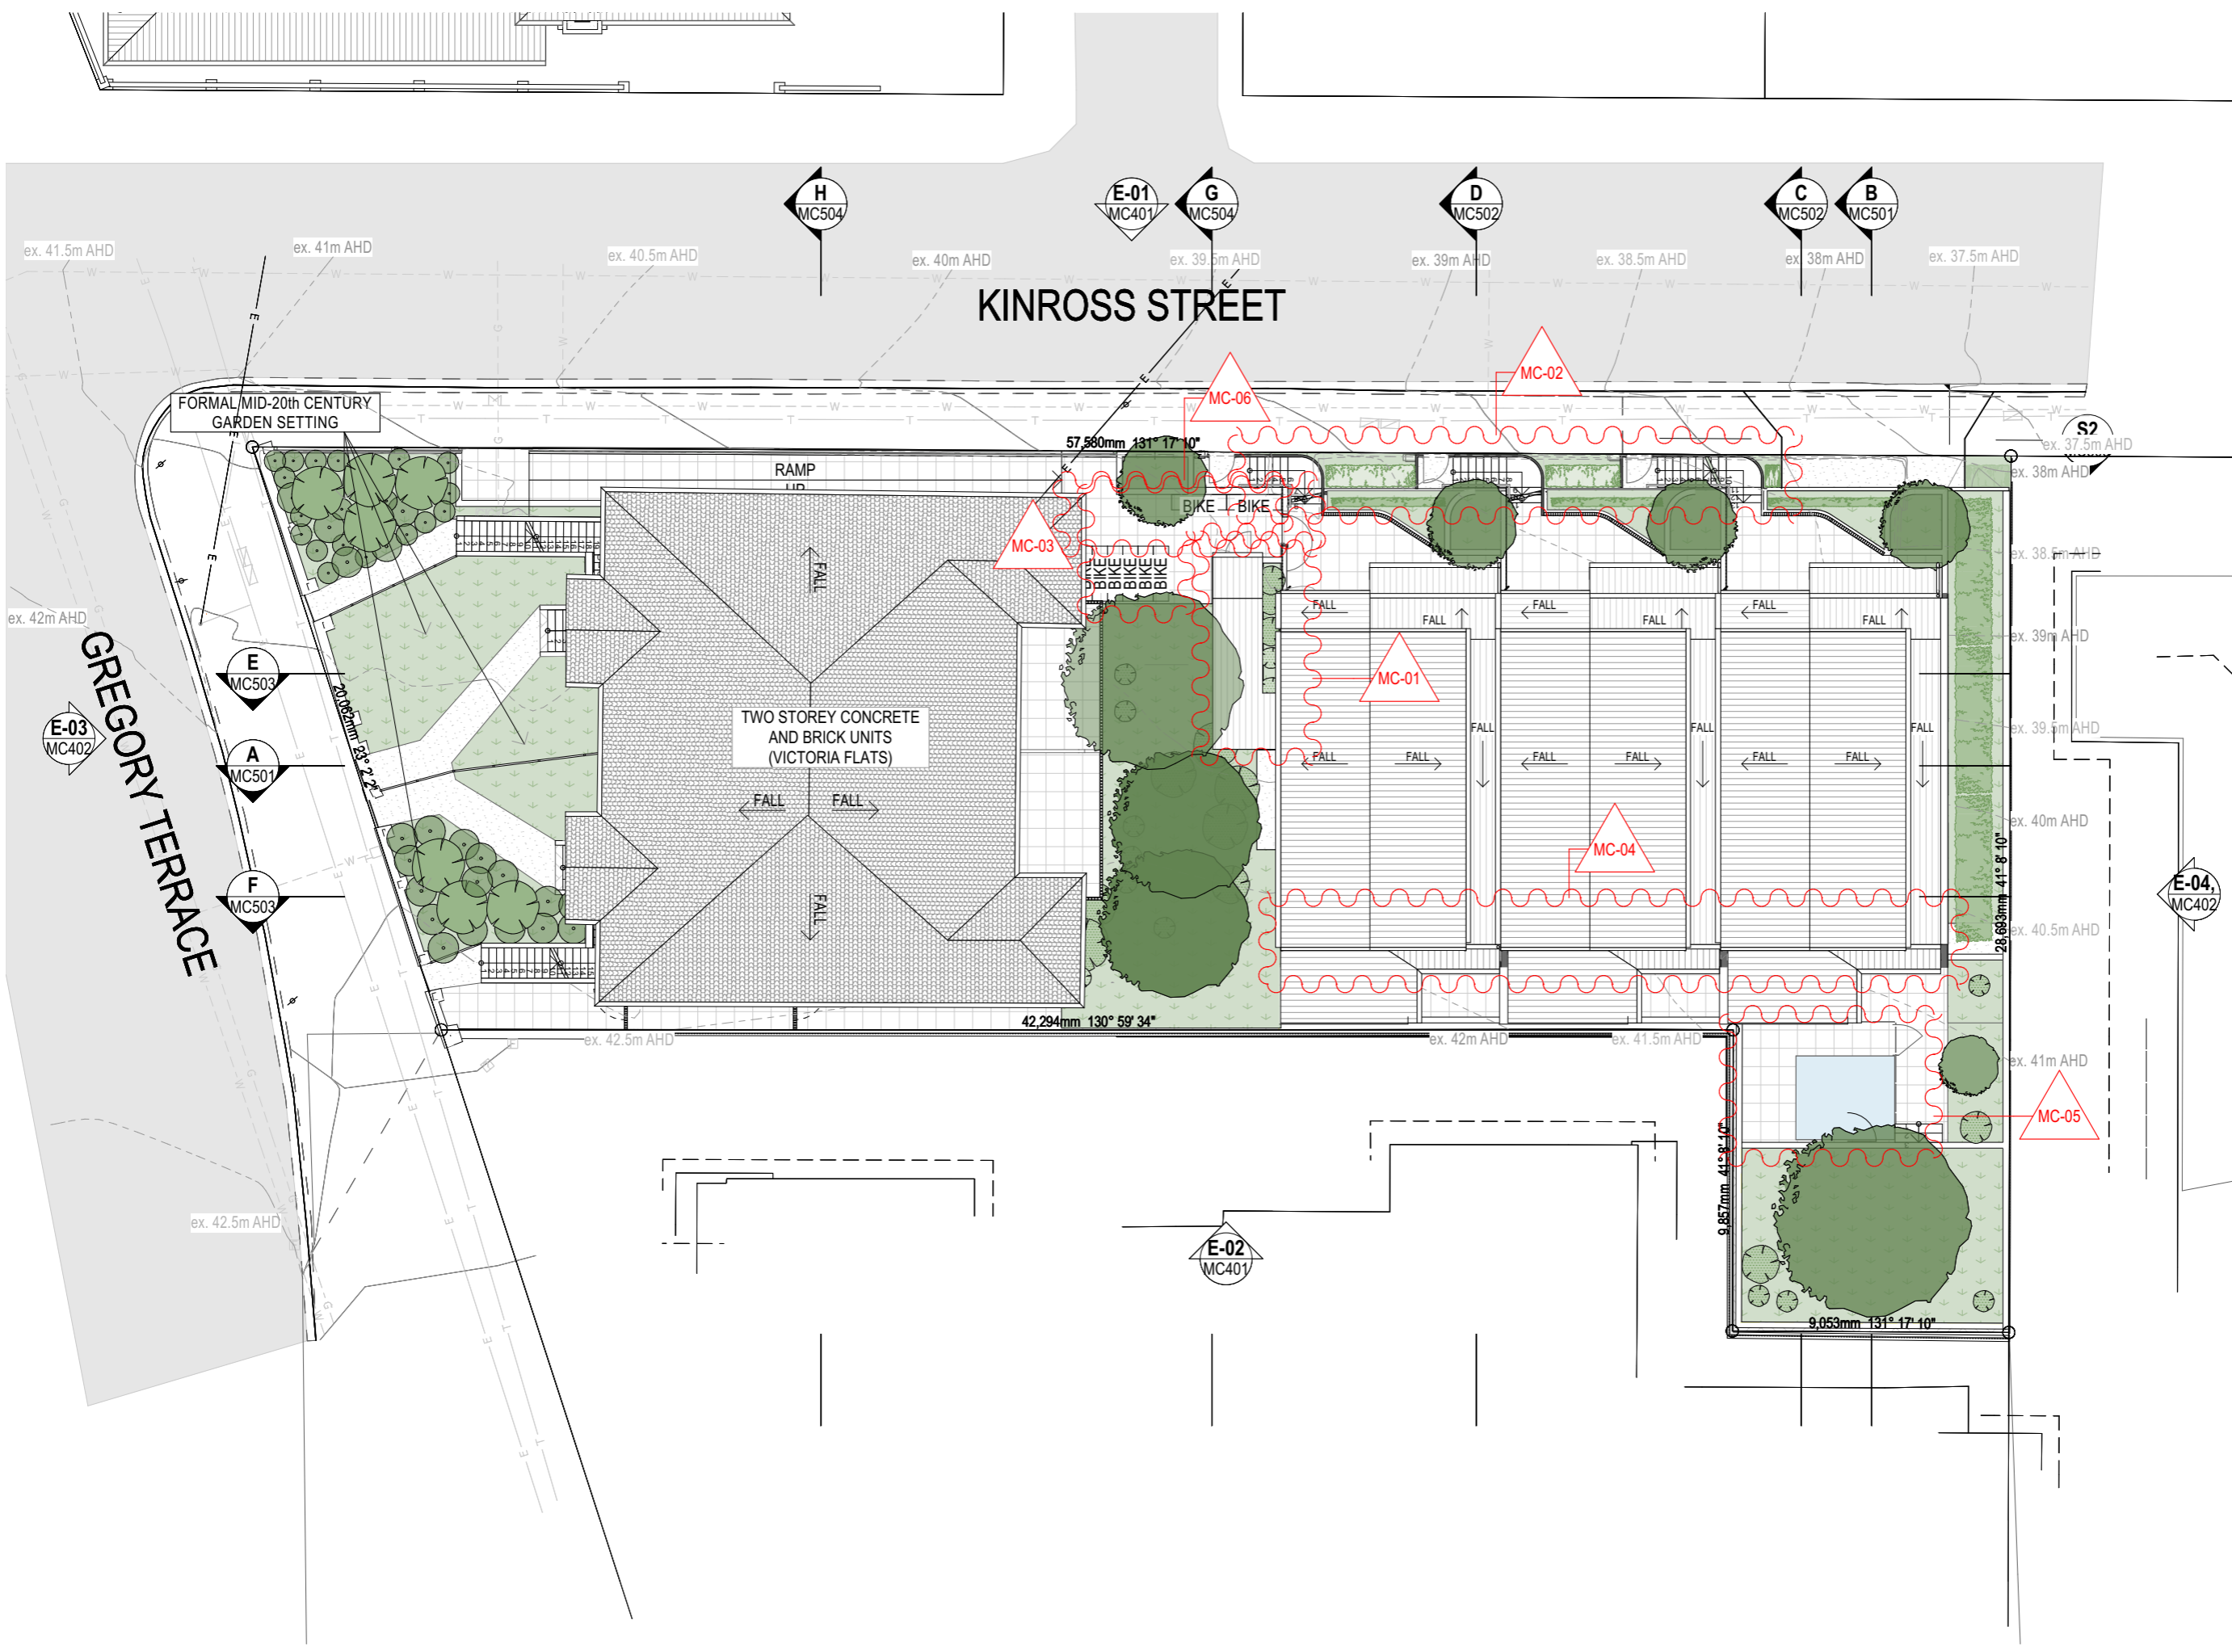 H
MC504
E-01
MC401
G
MC504
D
MC502
C
MC502
B
MC501
ex. 41.5m AHD
ex. 41m AHD
ex. 40.5m AHD
ex. 40m AHD
ex. 39.5m AHD
ex. 39m AHD
ex. 38.5m AHD
ex. 38m AHD
ex. 37.5m AHD
KINROSS STREET
MC-02
MC-06
FORMAL MID-20th CENTURY
GARDEN SETTING
57,580mm 131° 17' 10"
S2
ex. 37.5m AHD
ex. 38m AHD
RAMP
UP
BIKE BIKE
MC-03
BIKE
BIKE
BIKE
BIKE
BIKE
ex. 38.5m AHD
FALL
FALL
FALL
FALL
FALL
FALL
FALL
ex. 42m AHD
ex. 39m AHD
GREGORY TERRACE
E
MC503
MC-01
20,062mm 23° 2' 2"
E-03
MC402
A
MC501
TWO STOREY CONCRETE
AND BRICK UNITS
(VICTORIA FLATS)
FALL
FALL
FALL
ex. 39.5m AHD
FALL
FALL
FALL
FALL
FALL
FALL
FALL
FALL
FALL
ex. 40m AHD
MC-04
F
MC503
E-04,
MC402
28,693mm 41° 8' 10"
ex. 40.5m AHD
42,294mm 130° 59' 34"
ex. 42.5m AHD
ex. 42m AHD
ex. 41.5m AHD
ex. 41m AHD
MC-05
9,857mm 41° 8' 10"
ex. 42.5m AHD
E-02
MC401
9,053mm 131° 17' 10"